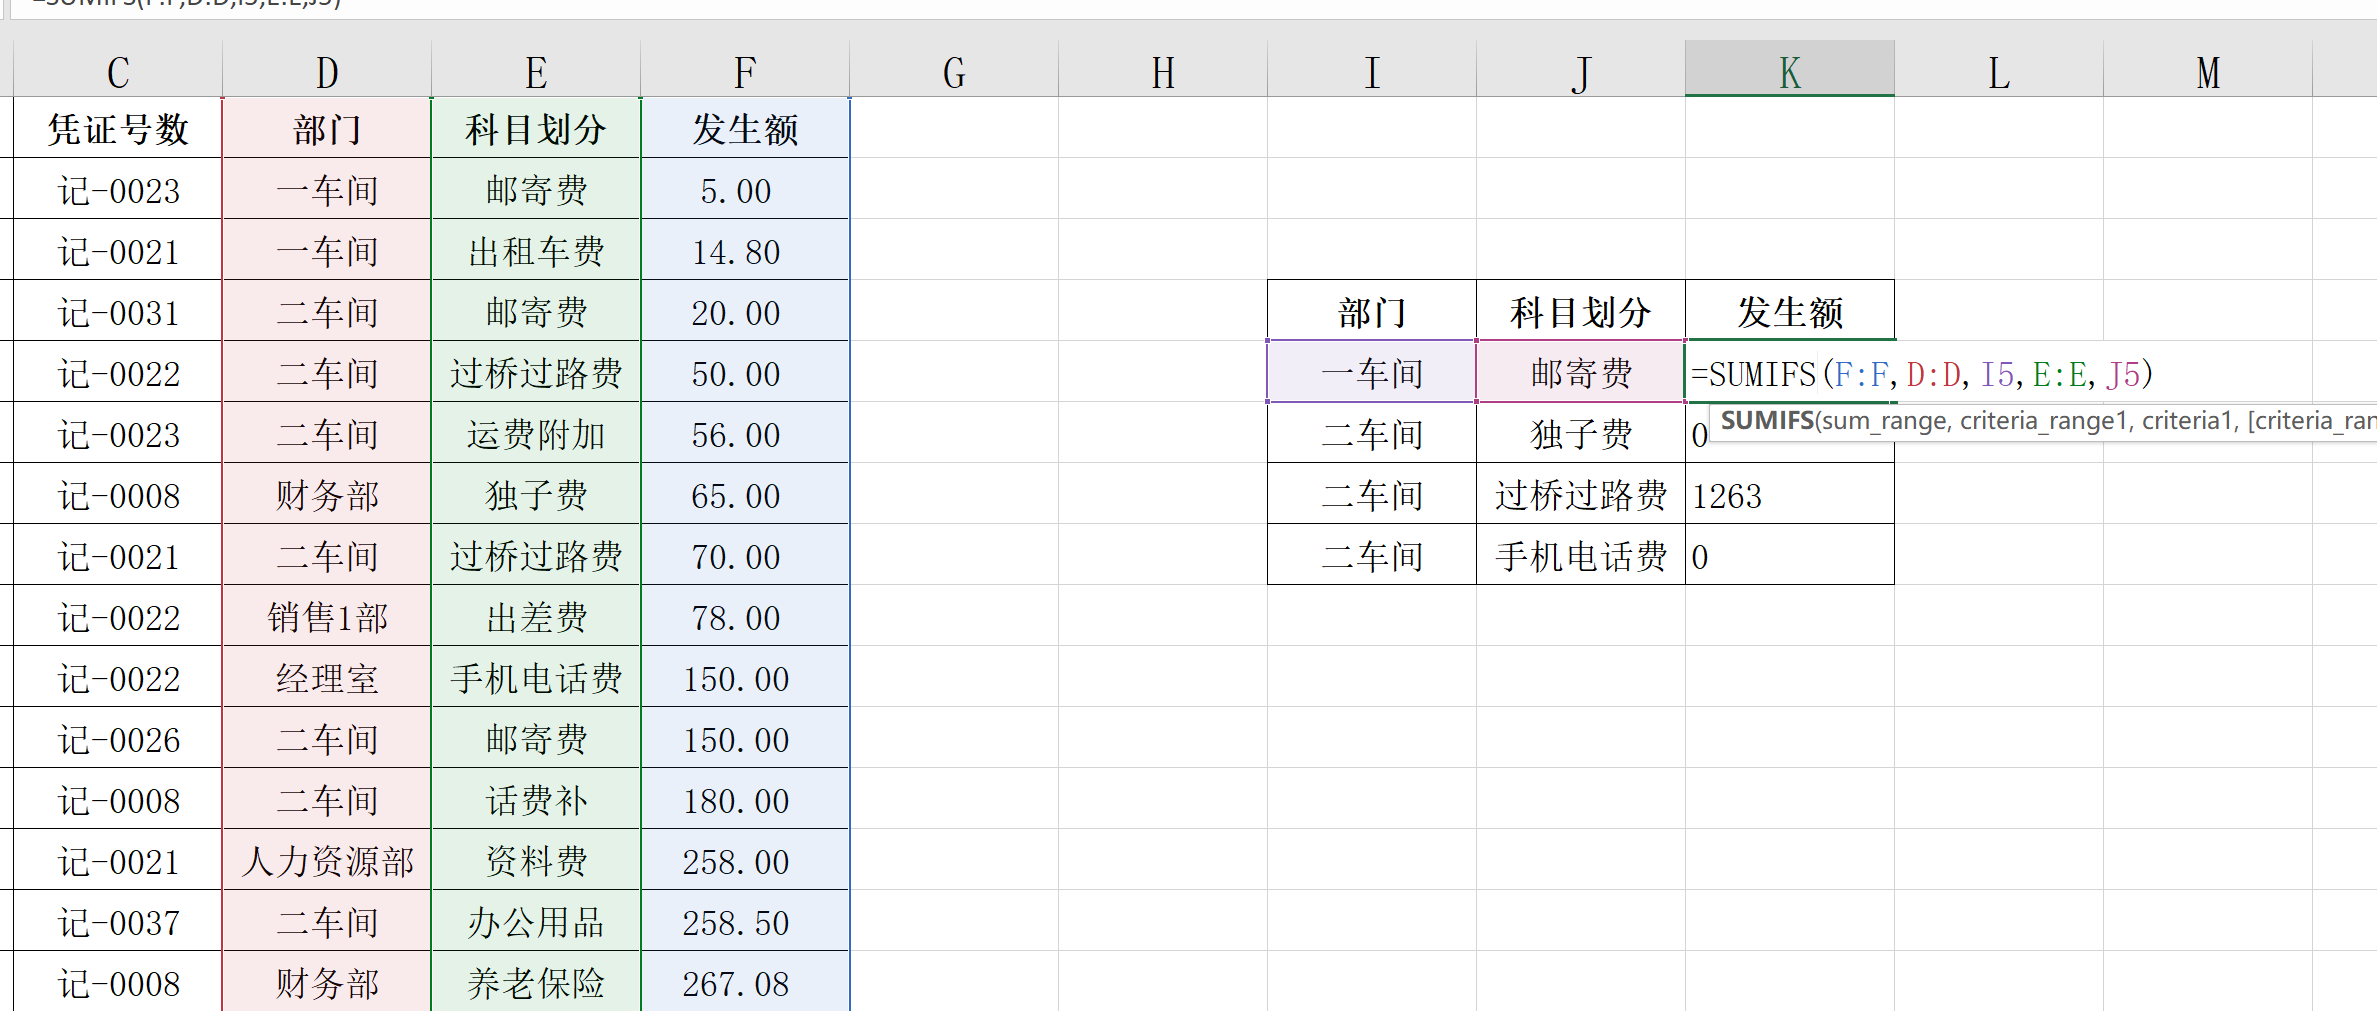 =SUMIFS(F:F,D:D,I5,E:E,J5)
C D E F G H I J K L M
凭证号数 部门 科目划分 发生额
记-0023 一车间 邮寄费 5.00
记-0021 一车间 出租车费 14.80
记-0031 二车间 邮寄费 20.00 部门 科目划分 发生额
记-0022 二车间 过桥过路费 50.00 一车间 邮寄费 =SUMIFS(F:F,D:D,I5,E:E,J5)
SUMIFS(sum_range, criteria_range1, criteria1, [criteria_ran
记-0023 二车间 运费附加 56.00 二车间 独子费 0
记-0008 财务部 独子费 65.00 二车间 过桥过路费 1263
记-0021 二车间 过桥过路费 70.00 二车间 手机电话费 0
记-0022 销售1部 出差费 78.00
记-0022 经理室 手机电话费 150.00
记-0026 二车间 邮寄费 150.00
记-0008 二车间 话费补 180.00
记-0021 人力资源部 资料费 258.00
记-0037 二车间 办公用品 258.50
记-0008 财务部 养老保险 267.08